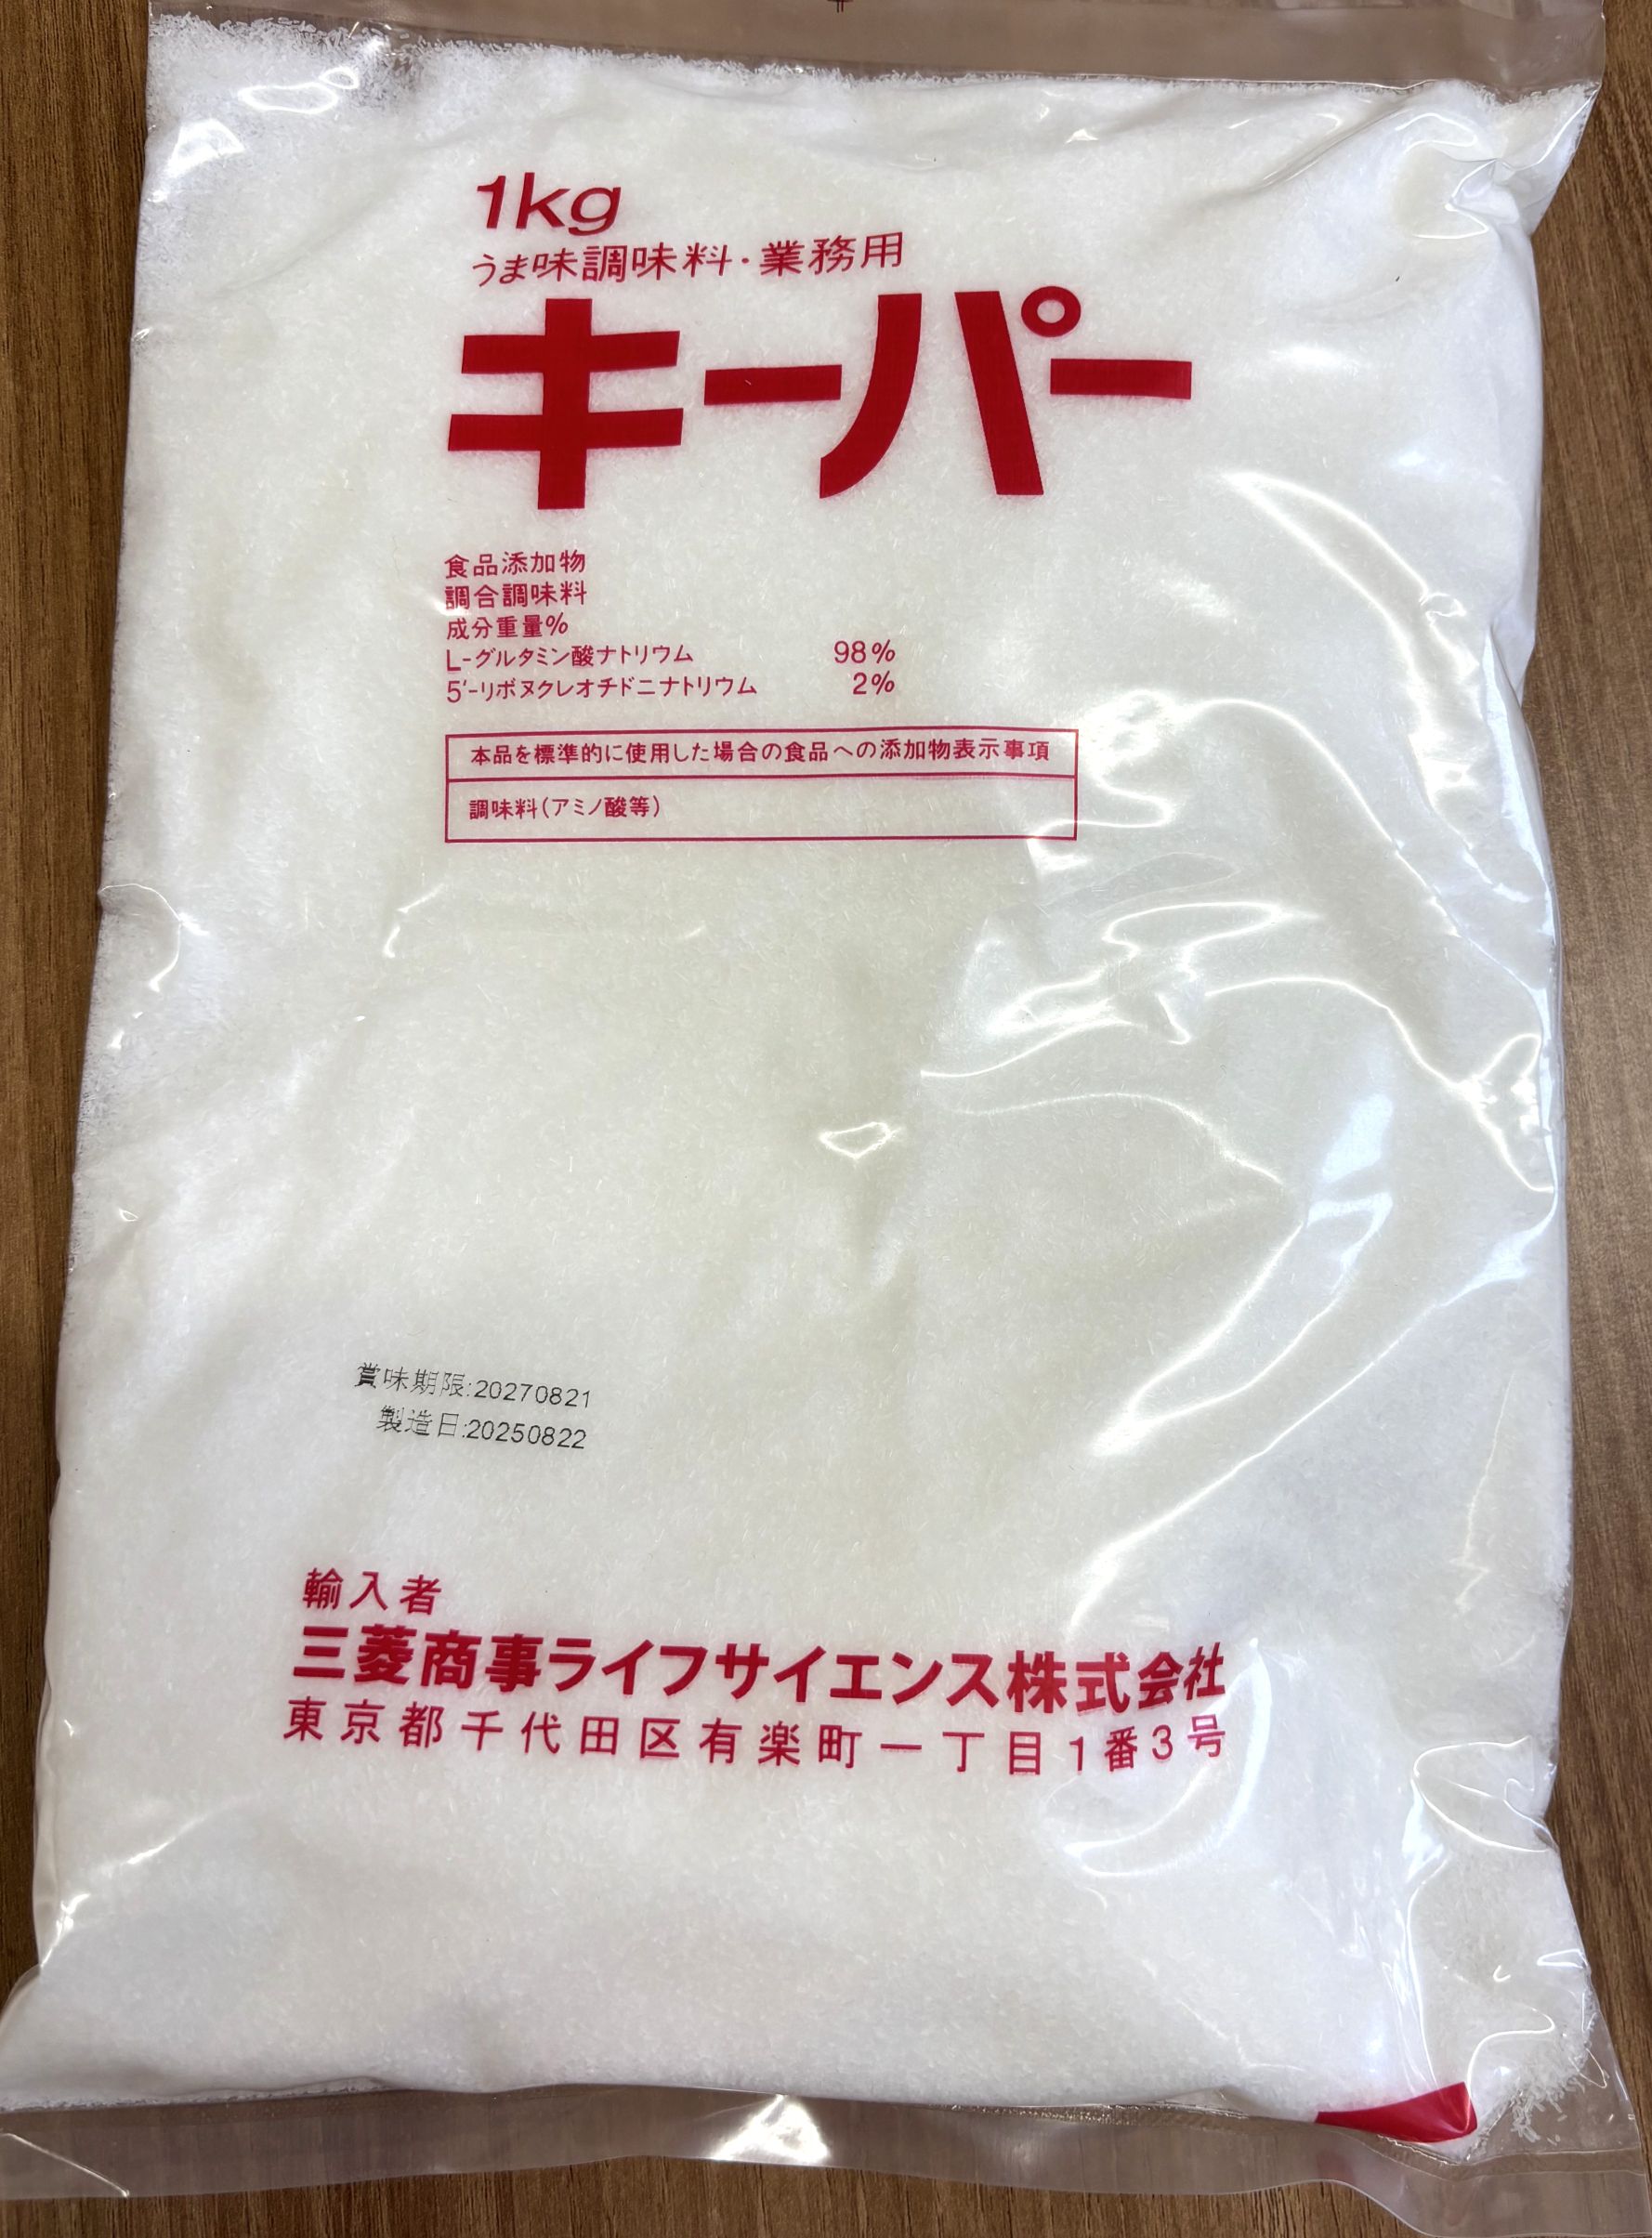 1kg
うま味調味料・業務用
キーパー
食品添加物
調合調味料
成分重量%
L-グルタミン酸ナトリウム 98%
5'-リボヌクレオチドニナトリウム 2%
本品を標準的に使用した場合の食品への添加物表示事項
調味料(アミノ酸等)
賞味期限:20270821
製造日:20250822
輸入者
三菱商事ライフサイエンス株式会社
東京都千代田区有楽町一丁目1番3号